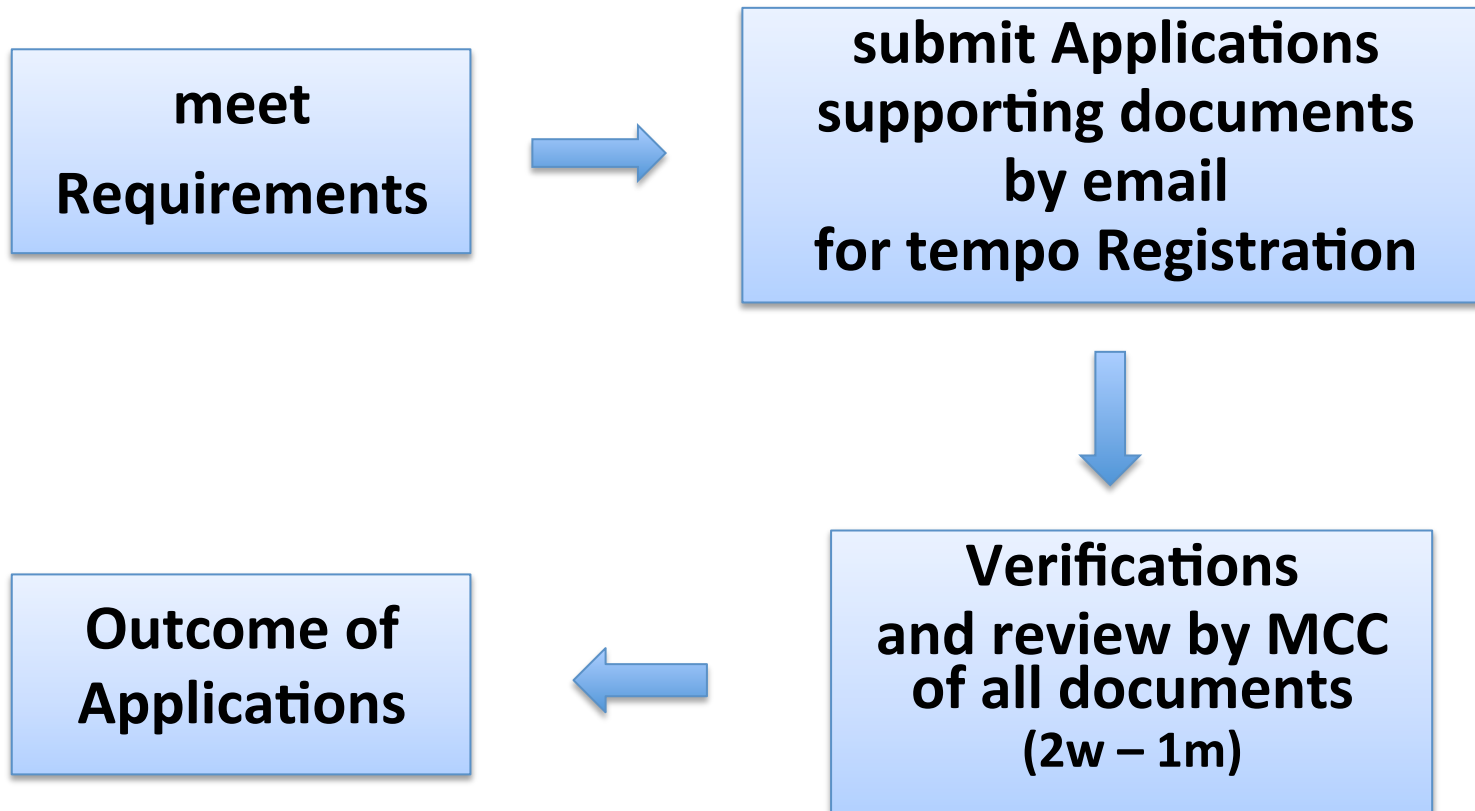 meet
Requirements
submit Applications
supporting documents
by email
for tempo Registration
Verifications
and review by MCC
of all documents
(2w – 1m)
Outcome of
Applications